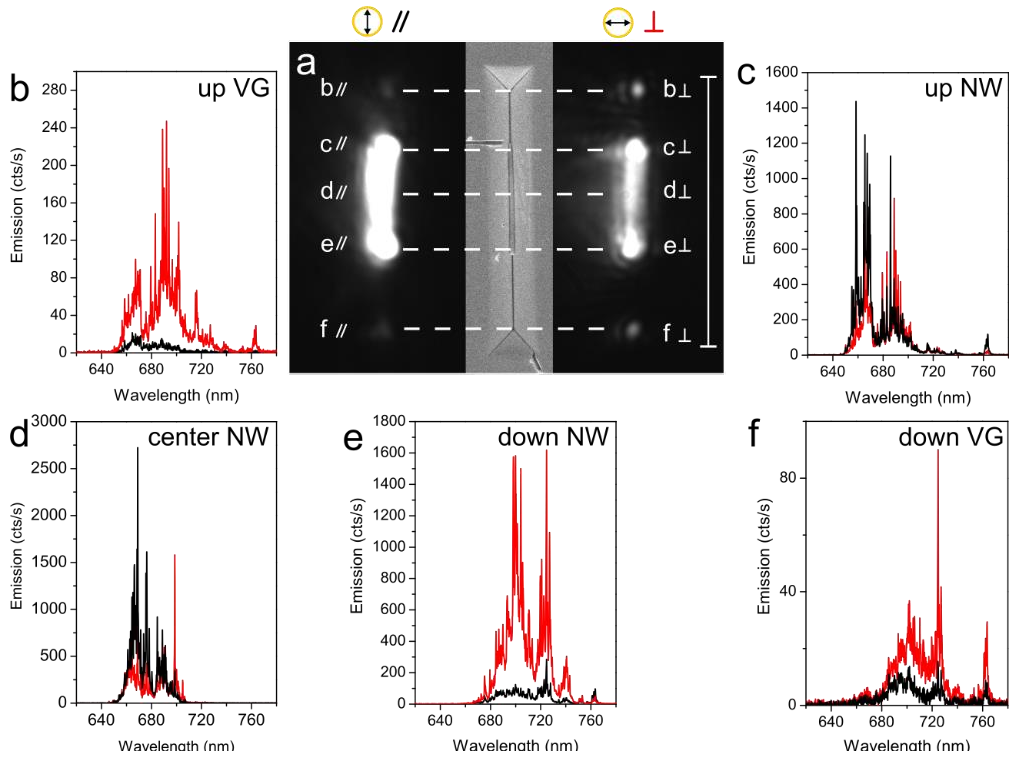 // ⊥
a
b// b⊥
c// c⊥
d// d⊥
e// e⊥
f// f⊥
b
up VG
280
240
200
160
120
80
40
0
Emission (cts/s)
640 680 720 760
Wavelength (nm)
c
up NW
1600
1400
1200
1000
800
600
400
200
0
Emission (cts/s)
640 680 720 760
Wavelength (nm)
d
center NW
3000
2500
2000
1500
1000
500
0
Emission (cts/s)
640 680 720 760
Wavelength (nm)
e
down NW
1800
1600
1400
1200
1000
800
600
400
200
0
Emission (cts/s)
640 680 720 760
Wavelength (nm)
f
down VG
80
40
0
Emission (cts/s)
640 680 720 760
Wavelength (nm)